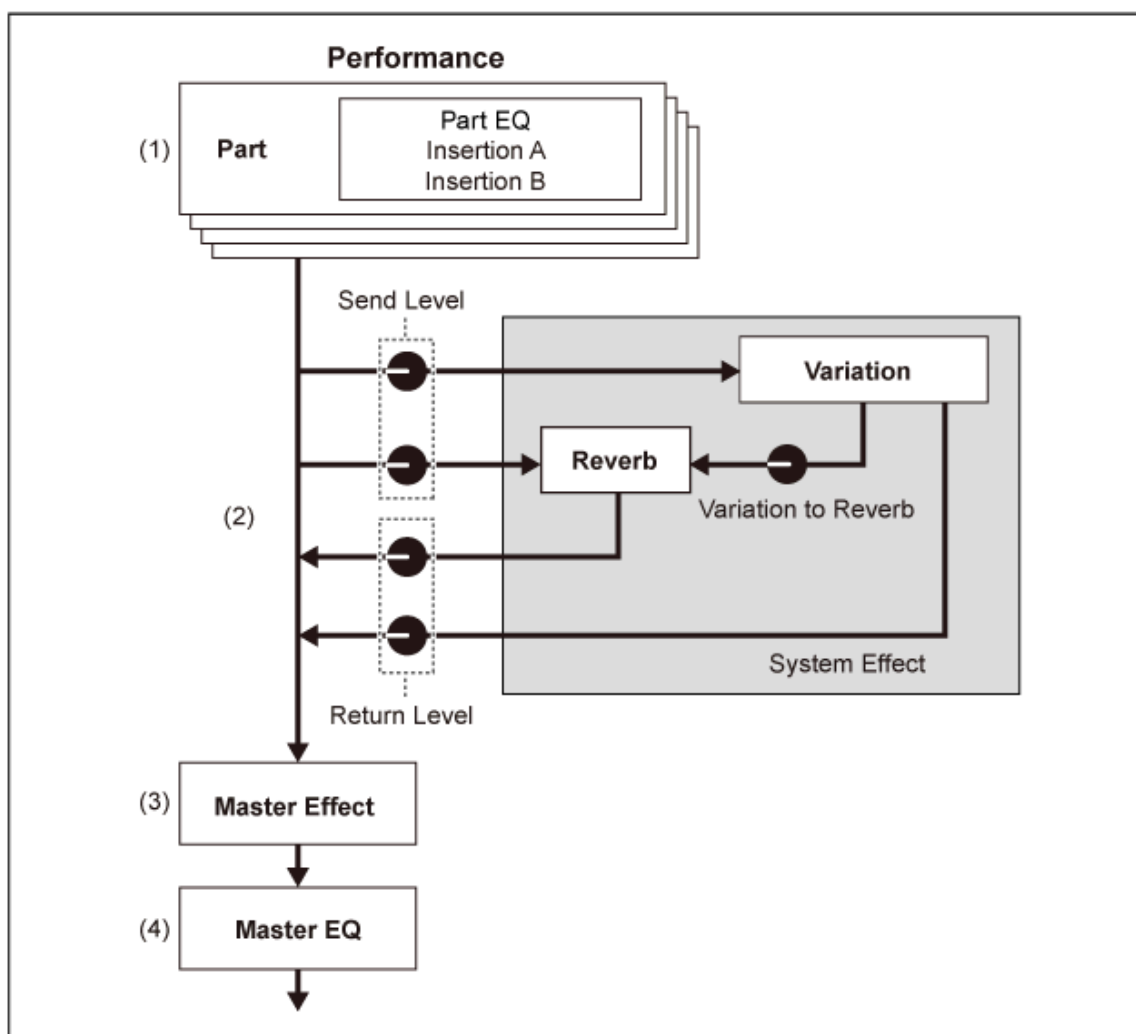 Performance
(1)
Part
Part EQ
Insertion A
Insertion B
Send Level
Variation
Reverb
Variation to Reverb
(2)
System Effect
Return Level
(3)
Master Effect
(4)
Master EQ